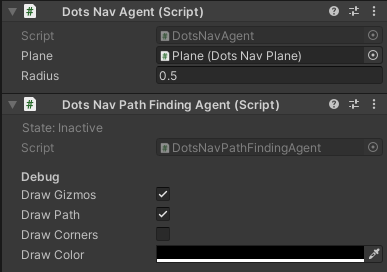 Dots Nav Agent (Script)
Script DotsNavAgent
Plane Plane (Dots Nav Plane)
Radius 0.5
Dots Nav Path Finding Agent (Script)
State: Inactive
Script DotsNavPathFindingAgent
Debug
Draw Gizmos
Draw Path
Draw Corners
Draw Color